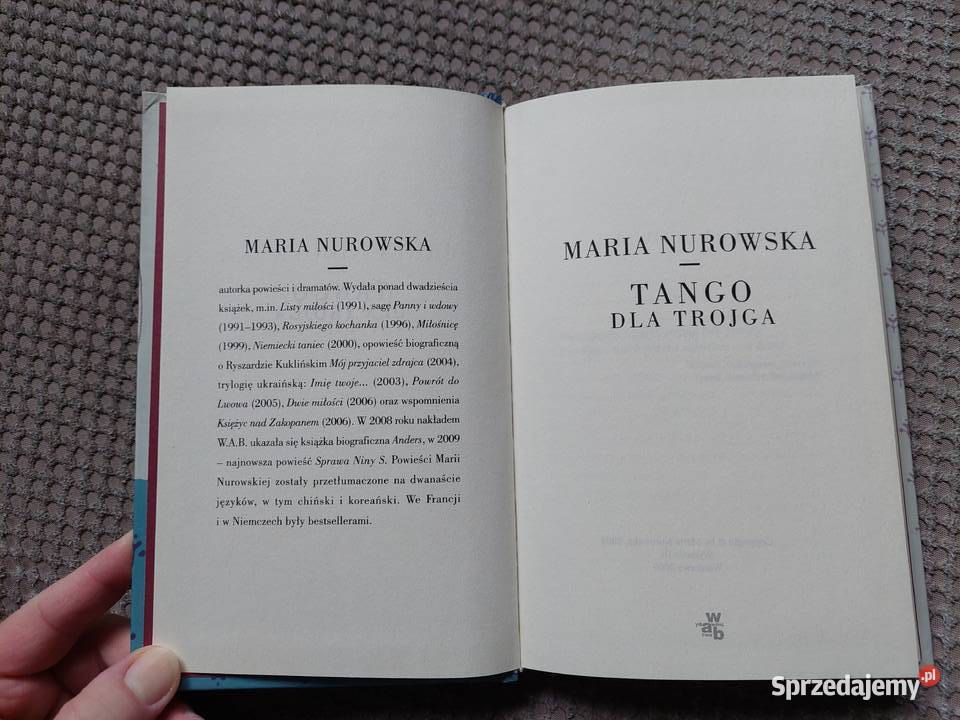 MARIA NUROWSKA
autorka powieści i dramatów. Wydała ponad dwadzieścia
książek, m.in. Listy miłości (1991), sagę Panny i wdowy
(1991–1993), Rosyjskiego kochanka (1996), Miłośnicę
(1999), Niemiecki taniec (2000), opowieść biograficzną
o Ryszardzie Kuklińskim Mój przyjaciel zdrajca (2004),
trylogię ukraińską: Imię twoje... (2003), Powrót do
Lwowa (2005), Dwie miłości (2006) oraz wspomnienia
Księżyc nad Zakopanem (2006). W 2008 roku nakładem
W.A.B. ukazała się książka biograficzna Anders, w 2009
– najnowsza powieść Sprawa Niny S. Powieści Marii
Nurowskiej zostały przetłumaczone na dwanaście
języków, w tym chiński i koreański. We Francji
i w Niemczech były bestsellerami.
MARIA NUROWSKA
TANGO
DLA TROJGA
w
a
b
Sprzedajemy.pl